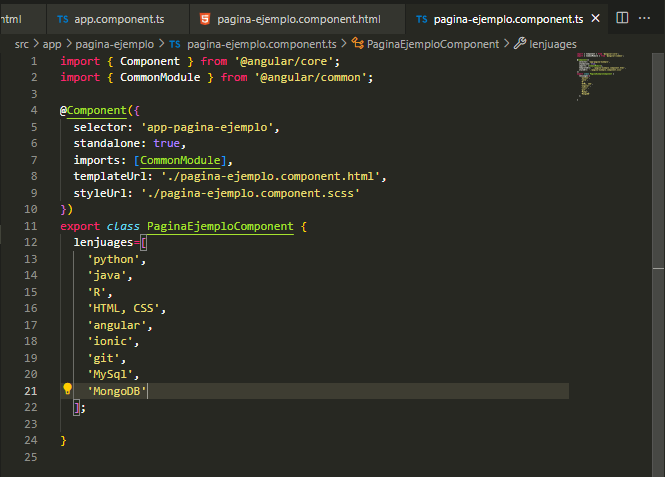 html TS app.component.ts pagina-ejemplo.component.html TS pagina-ejemplo.component.ts × ···
src > app > pagina-ejemplo > TS pagina-ejemplo.component.ts > PaginaEjemploComponent > lenjuages
1 import { Component } from '@angular/core';
2 import { CommonModule } from '@angular/common';
3
4 @Component({
5 selector: 'app-pagina-ejemplo',
6 standalone: true,
7 imports: [CommonModule],
8 templateUrl: './pagina-ejemplo.component.html',
9 styleUrl: './pagina-ejemplo.component.scss'
10 })
11 export class PaginaEjemploComponent {
12 lenjuages=[
13 'python',
14 'java',
15 'R',
16 'HTML, CSS',
17 'angular',
18 'ionic',
19 'git',
20 'MySql',
21 'MongoDB'
22 ];
23
24 }
25